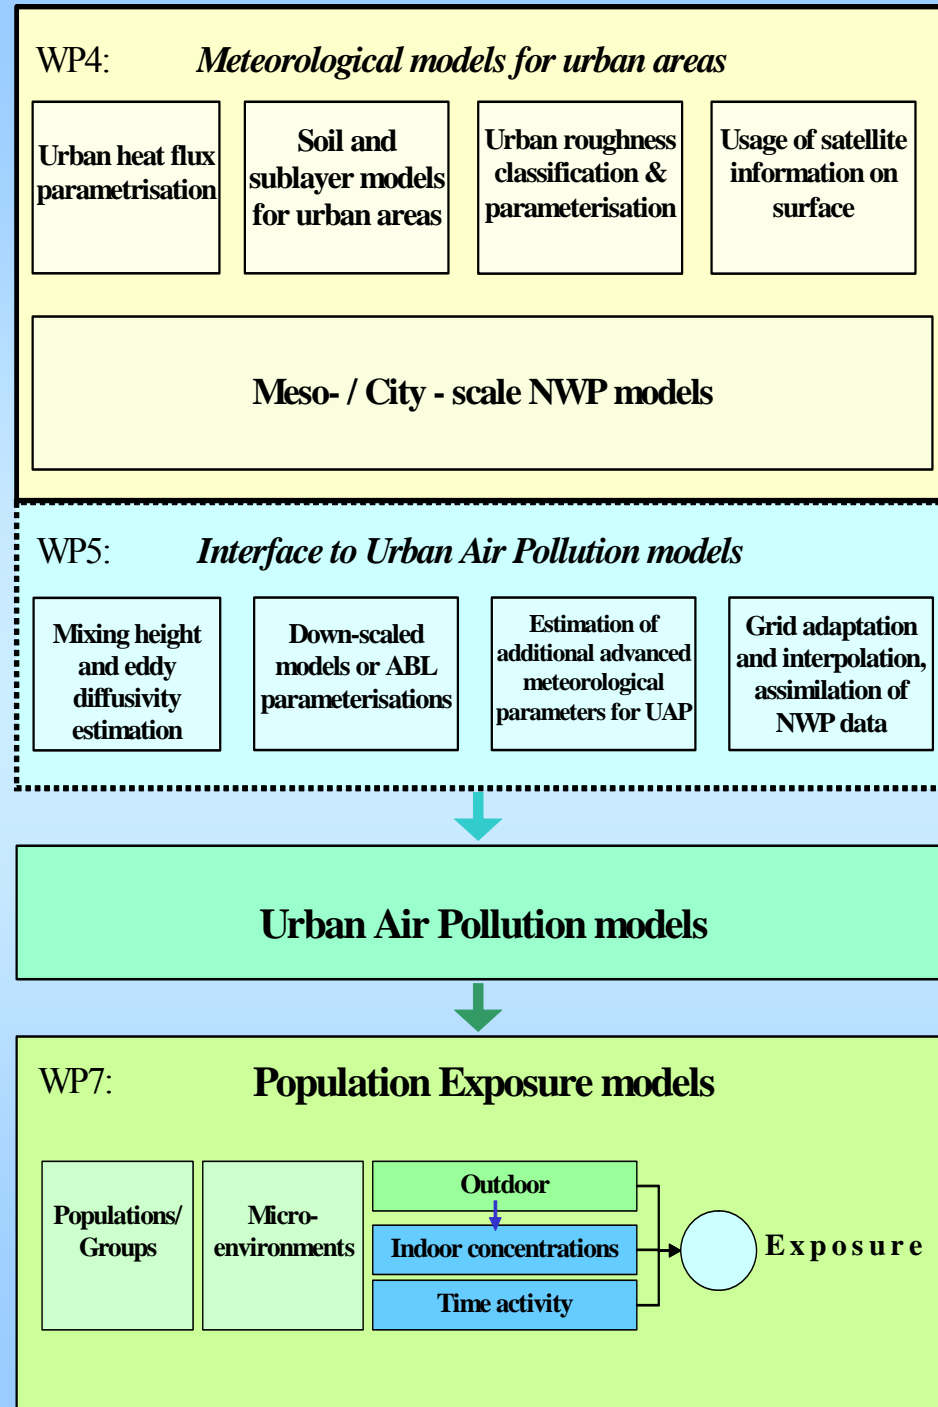 WP4: Meteorological models for urban areas
Urban heat flux
parametrisation
Soil and
sublayer models
for urban areas
Urban roughness
classification &
parameterisation
Usage of satellite
information on
surface
Meso- / City - scale NWP models
WP5: Interface to Urban Air Pollution models
Mixing height
and eddy
diffusivity
estimation
Down-scaled
models or ABL
parameterisations
Estimation of
additional advanced
meteorological
parameters for UAP
Grid adaptation
and interpolation,
assimilation of
NWP data
Urban Air Pollution models
WP7: Population Exposure models
Populations/
Groups
Micro-
environments
Outdoor
Indoor concentrations
Time activity
Exposure